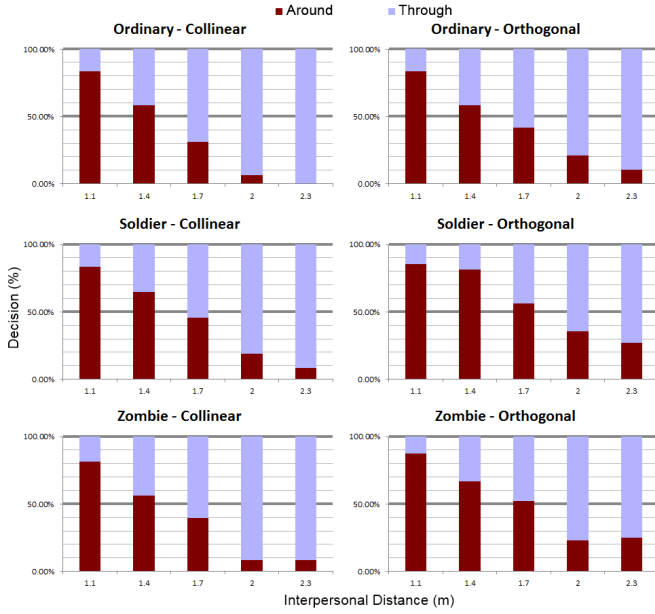 Around Through
Ordinary - Collinear Ordinary - Orthogonal
100.00% 100.00%
50.00% 50.00%
0.00% 0.00%
1.1 1.4 1.7 2 2.3 1.1 1.4 1.7 2 2.3
Soldier - Collinear Soldier - Orthogonal
100.00% 100.00%
50.00% 50.00%
0.00% 0.00%
1.1 1.4 1.7 2 2.3 1.1 1.4 1.7 2 2.3
Decision (%)
Zombie - Collinear Zombie - Orthogonal
100.00% 100.00%
50.00% 50.00%
0.00% 0.00%
1.1 1.4 1.7 2 2.3 1.1 1.4 1.7 2 2.3
Interpersonal Distance (m)